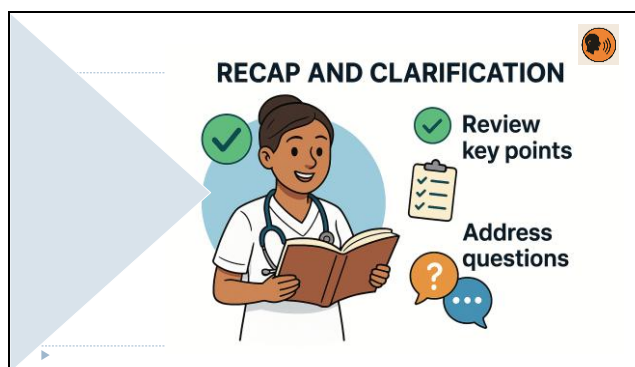 RECAP AND CLARIFICATION
Review
key points
Address
questions
?
...